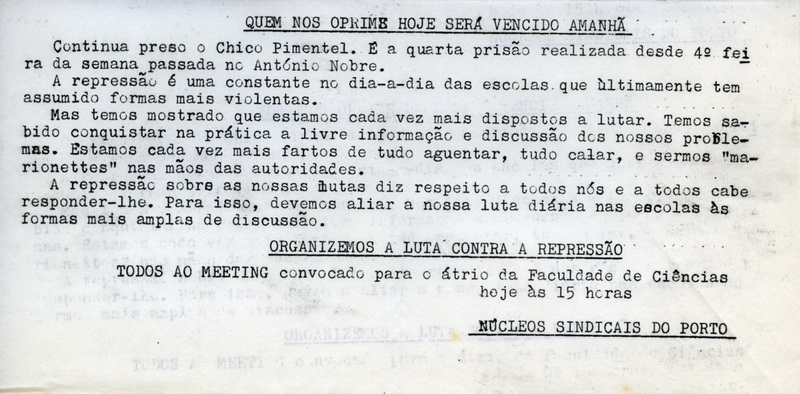 QUEM NOS OPRIME HOJE SERÁ VENCIDO AMANHÃ
Continua preso o Chico Pimentel. É a quarta prisão realizada desde 4º fei
ra da semana passada no António Nobre.
A repressão é uma constante no dia-a-dia das escolas que ùltimamente tem
assumido formas mais violentas.
Mas temos mostrado que estamos cada vez mais dispostos a lutar. Temos sa-
bido conquistar na prática a livre informação e discussão dos nossos proble-
mas. Estamos cada vez mais fartos de tudo aguentar, tudo calar, e sermos "ma-
rionettes" nas mãos das autoridades.
A repressão sobre as nossas lutas diz respeito a todos nós e a todos cabe
responder-lhe. Para isso, devemos aliar a nossa luta diária nas escolas às
formas mais amplas de discussão.
ORGANIZEMOS A LUTA CONTRA A REPRESSÃO
TODOS AO MEETING convocado para o átrio da Faculdade de Ciências
hoje às 15 horas
NÚCLEOS SINDICAIS DO PORTO